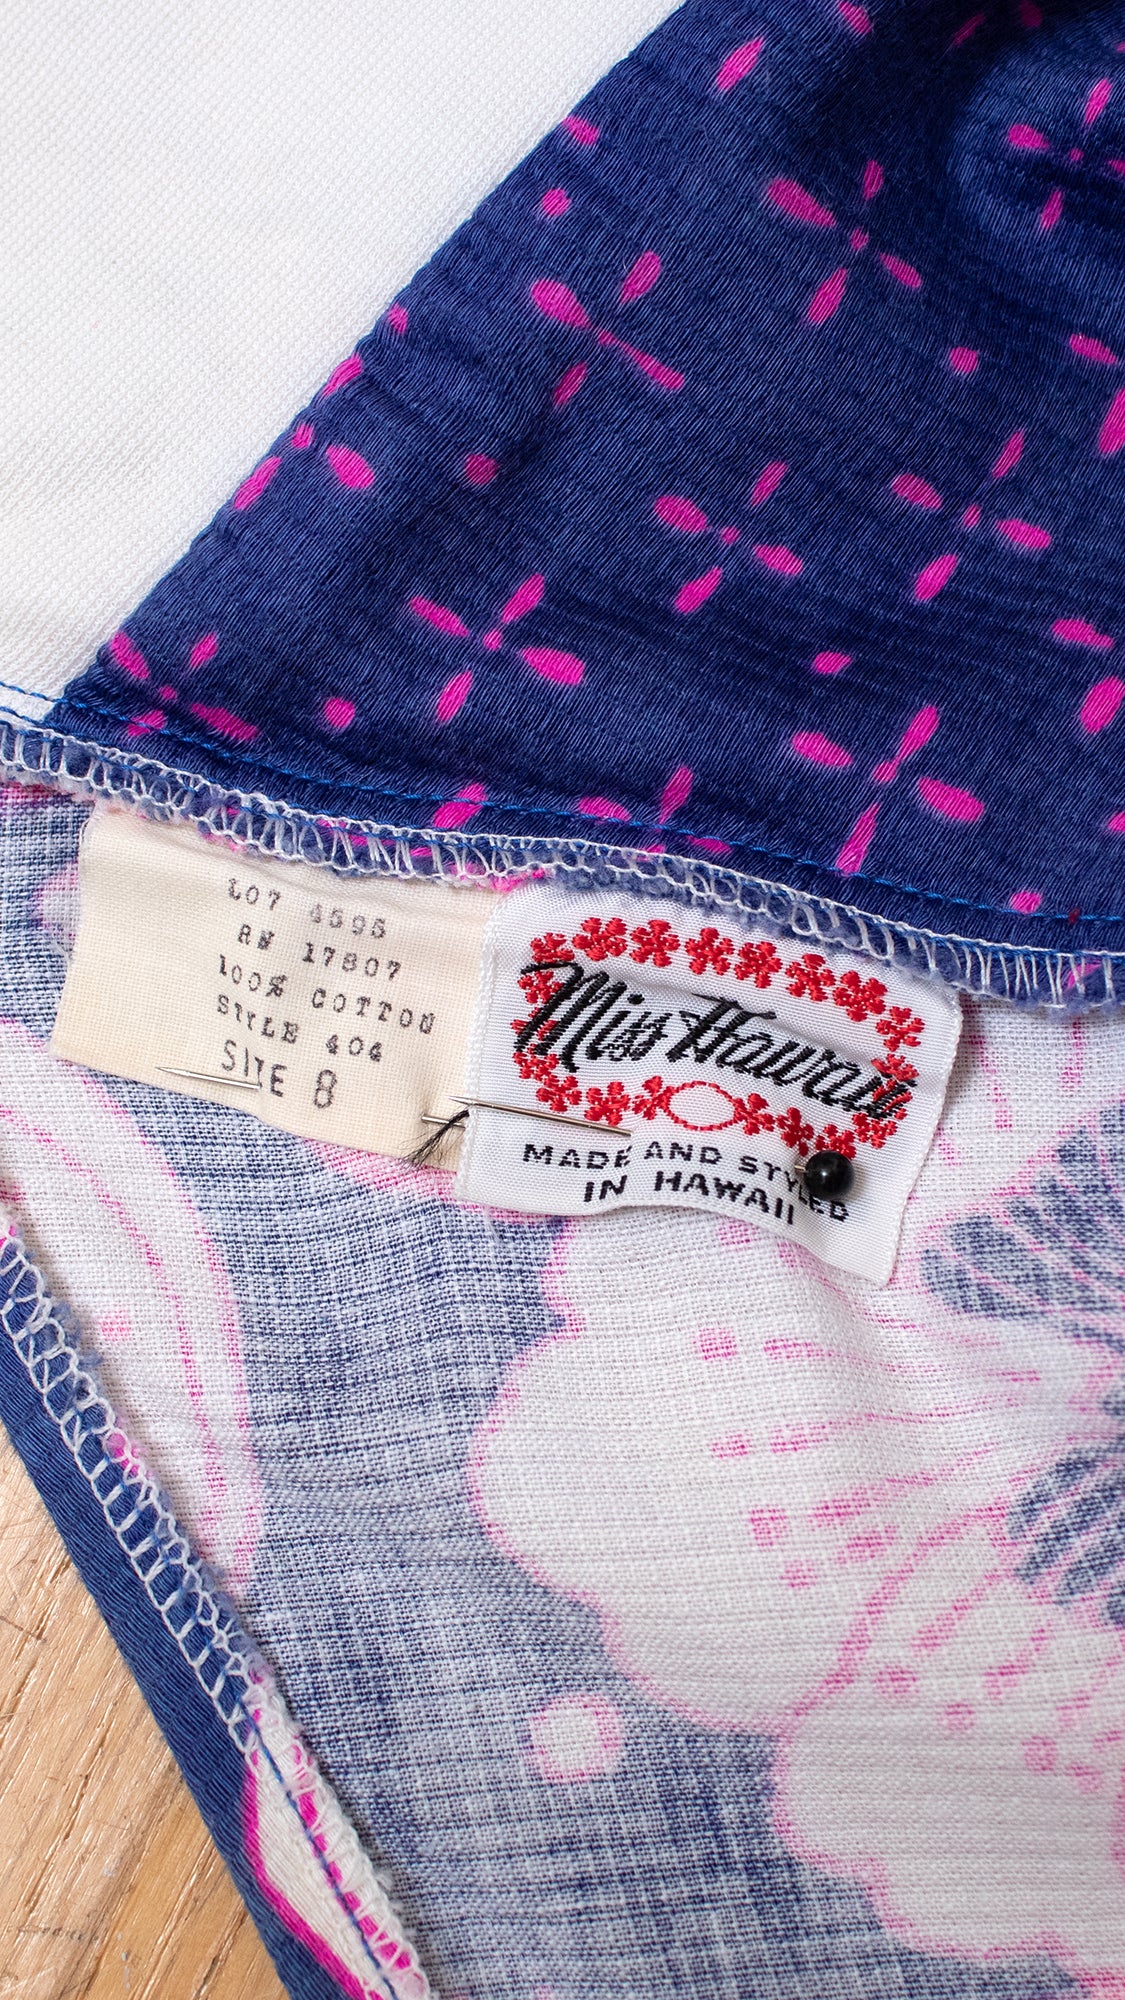 LOT 4595
RN 17807
100% COTTON
STYLE 404
SIZE 8
Miss Hawaii
MADE AND STYLED
IN HAWAII